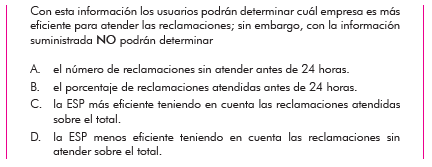 Con esta información los usuarios podrán determinar cuál empresa es más
eficiente para atender las reclamaciones; sin embargo, con la información
suministrada NO podrán determinar
A. el número de reclamaciones sin atender antes de 24 horas.
B. el porcentaje de reclamaciones atendidas antes de 24 horas.
C. la ESP más eficiente teniendo en cuenta las reclamaciones atendidas
sobre el total.
D. la ESP menos eficiente teniendo en cuenta las reclamaciones sin
atender sobre el total.